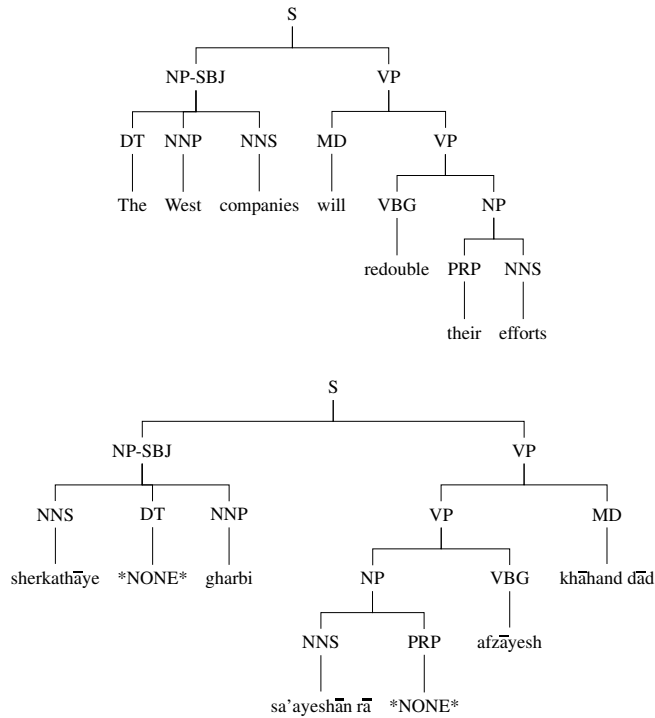 S
NP-SBJ VP
DT NNP NNS MD VP
The West companies will VBG NP
redouble PRP NNS
their efforts
S
NP-SBJ VP
NNS DT NNP VP MD
sherkathāye *NONE* gharbi NP VBG khāhand dād
NNS PRP afzāyesh
sa'ayeshān rā *NONE*